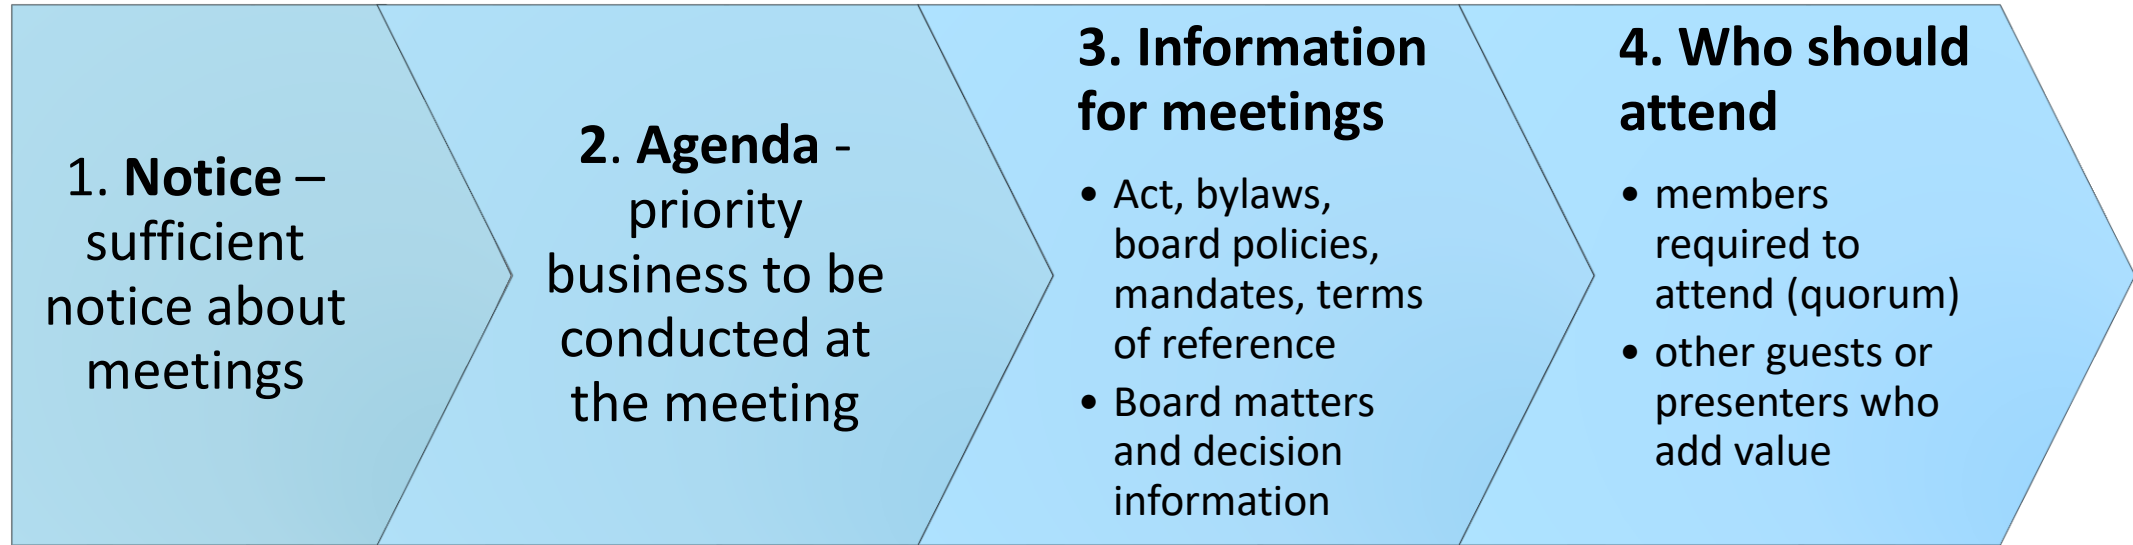 1. Notice –
sufficient
notice about
meetings
2. Agenda -
priority
business to be
conducted at
the meeting
3. Information
for meetings
• Act, bylaws,
board policies,
mandates, terms
of reference
• Board matters
and decision
information
4. Who should
attend
• members
required to
attend (quorum)
• other guests or
presenters who
add value